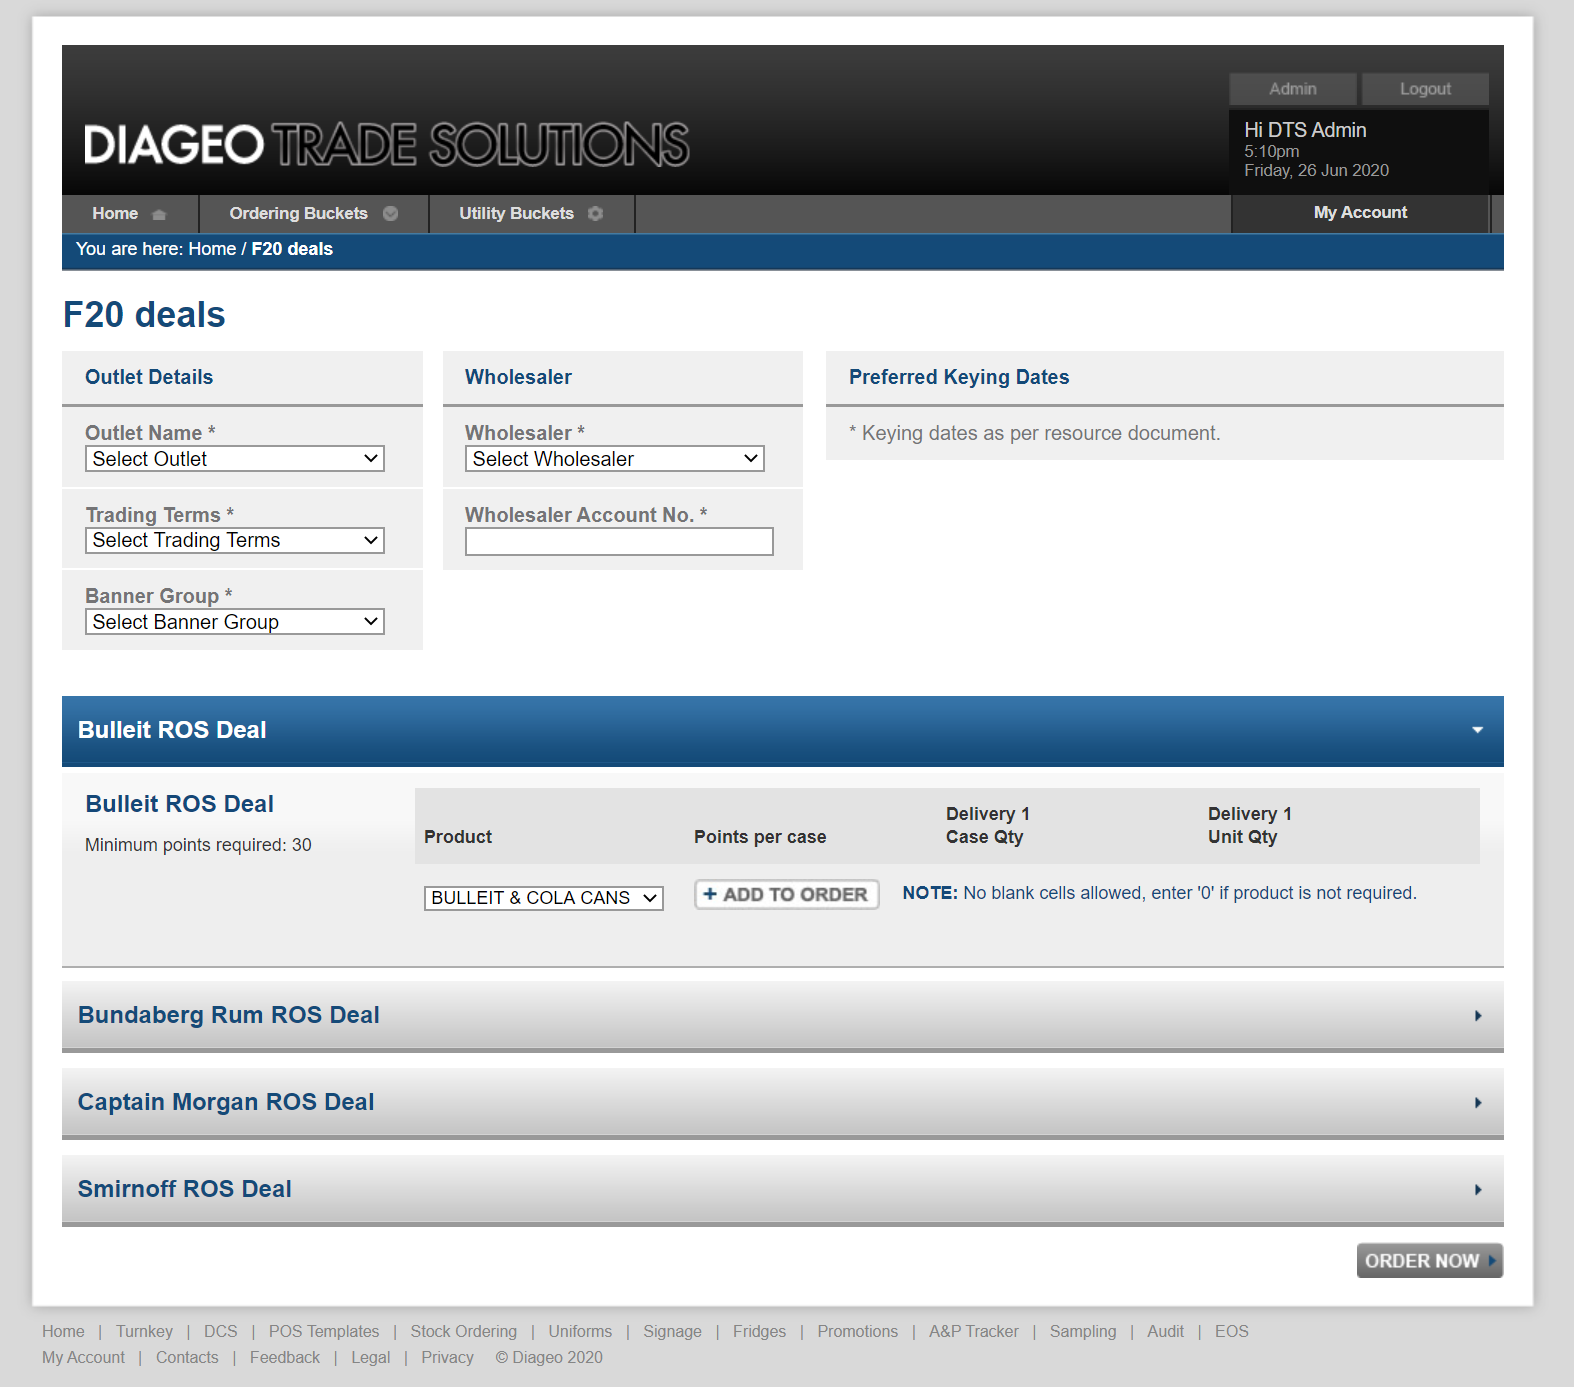 Admin
Logout
DIAGEO TRADE SOLUTIONS
Hi DTS Admin
5:10pm
Friday, 26 Jun 2020
Home
Ordering Buckets
Utility Buckets
My Account
You are here: Home / F20 deals
F20 deals
Outlet Details
Outlet Name *
Select Outlet
Trading Terms *
Select Trading Terms
Banner Group *
Select Banner Group
Wholesaler
Wholesaler *
Select Wholesaler
Wholesaler Account No. *
Preferred Keying Dates
* Keying dates as per resource document.
Bulleit ROS Deal
Bulleit ROS Deal
Minimum points required: 30
Product
Points per case
Delivery 1
Case Qty
Delivery 1
Unit Qty
BULLEIT & COLA CANS
+ ADD TO ORDER
NOTE: No blank cells allowed, enter '0' if product is not required.
Bundaberg Rum ROS Deal
Captain Morgan ROS Deal
Smirnoff ROS Deal
ORDER NOW
Home | Turnkey | DCS | POS Templates | Stock Ordering | Uniforms | Signage | Fridges | Promotions | A&P Tracker | Sampling | Audit | EOS
My Account | Contacts | Feedback | Legal | Privacy © Diageo 2020